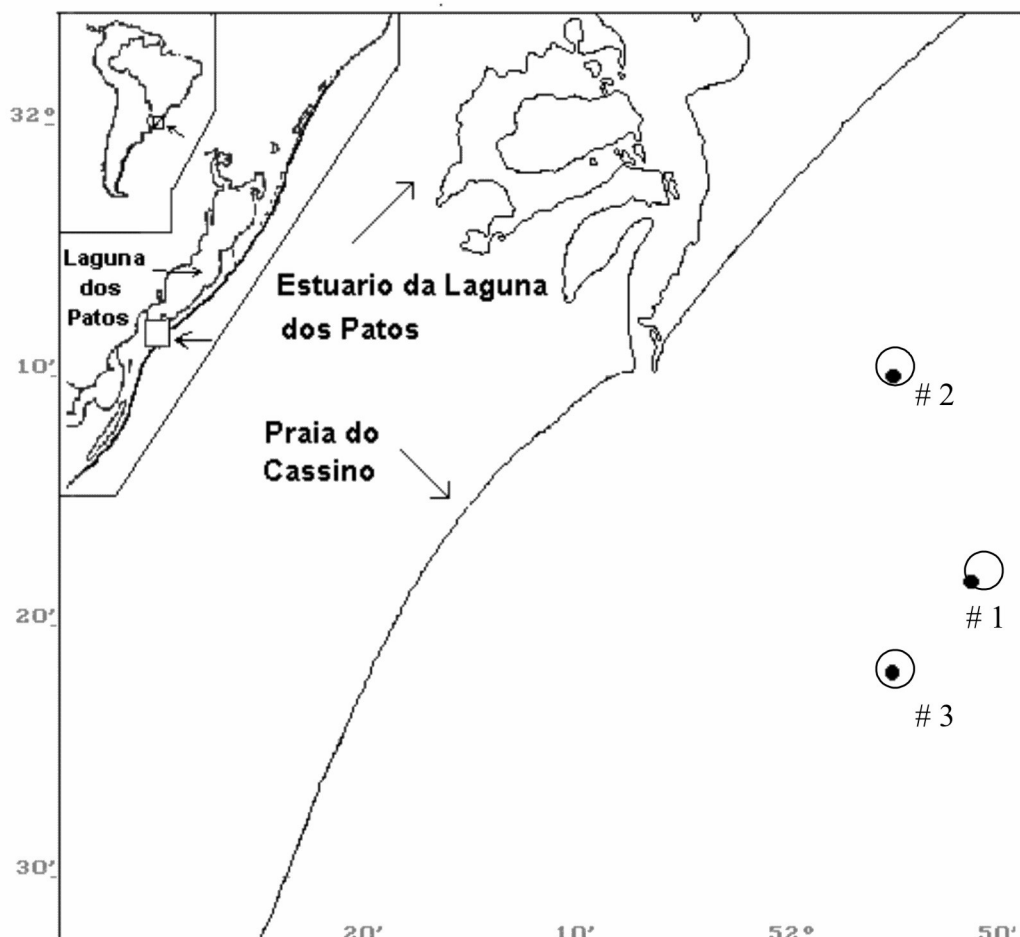 32º
Laguna
dos
Patos
Estuario da Laguna
dos Patos
10'
# 2
Praia do
Cassino
# 1
20'
# 3
30'
20' 10' 52º 50'